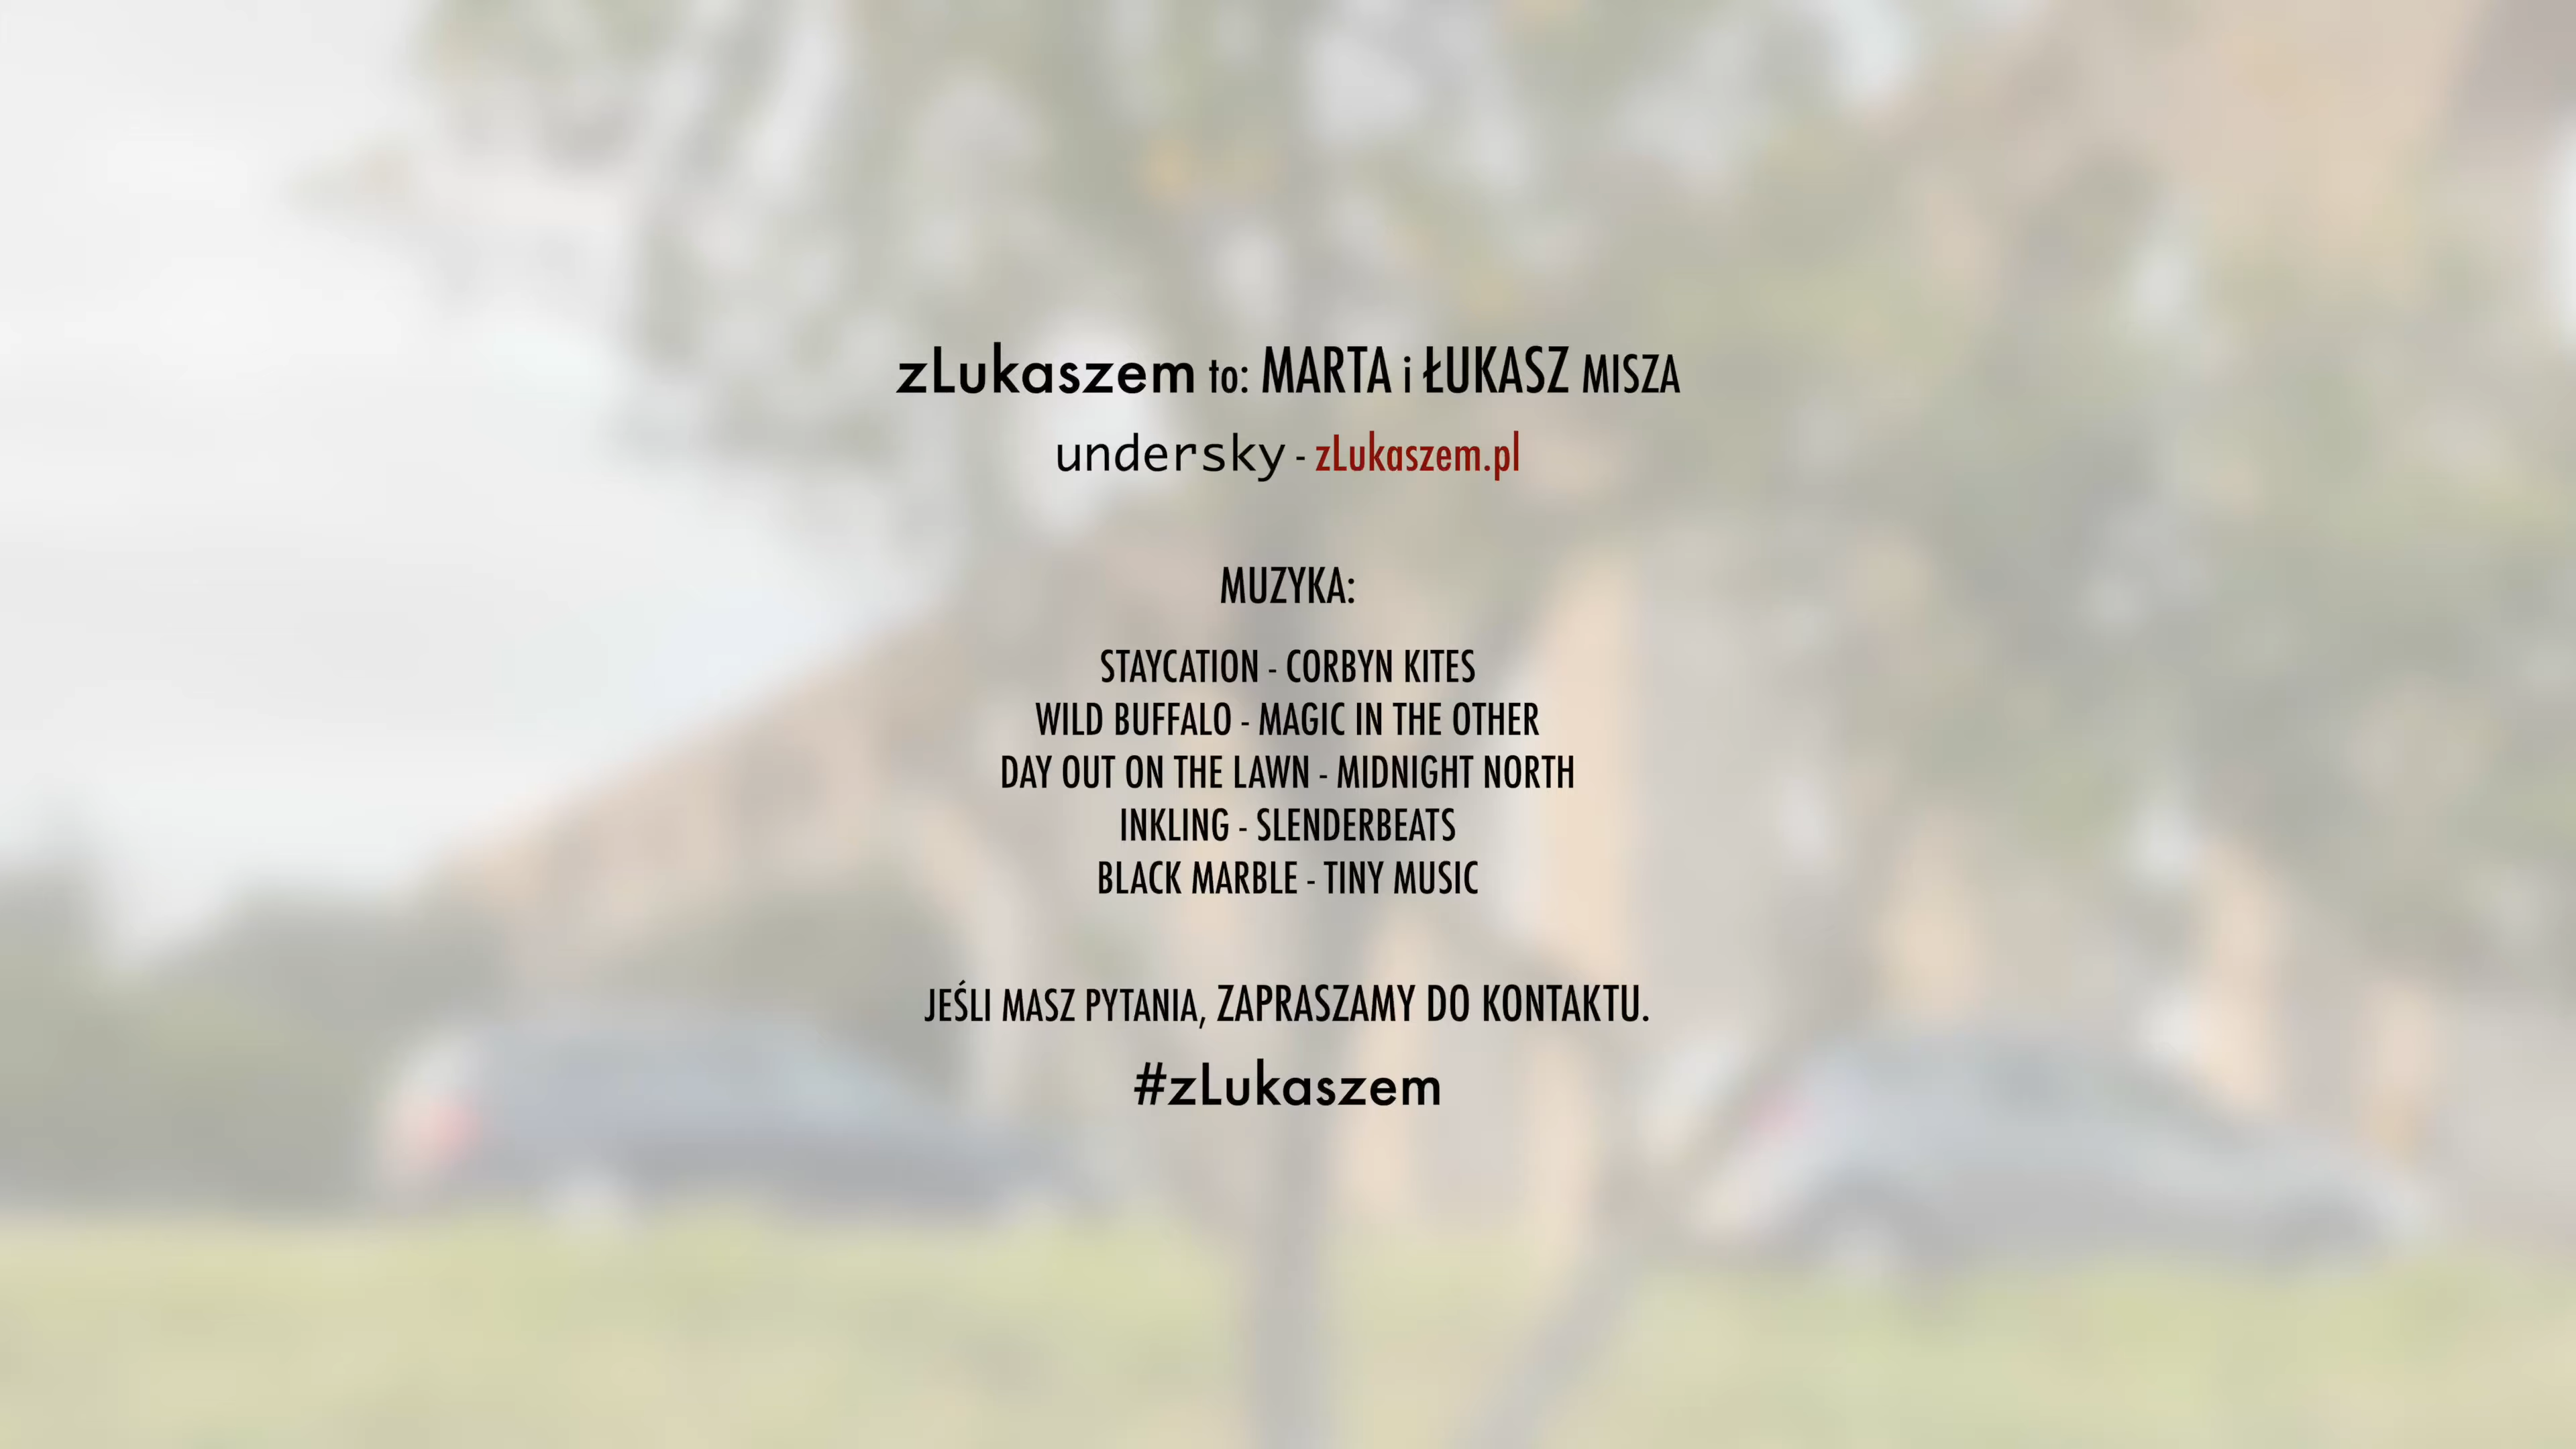 zLukaszem to: MARTA i ŁUKASZ MISZA
undersky - zLukaszem.pl
MUZYKA:
STAYCATION - CORBYN KITES
WILD BUFFALO - MAGIC IN THE OTHER
DAY OUT ON THE LAWN - MIDNIGHT NORTH
INKLING - SLENDERBEATS
BLACK MARBLE - TINY MUSIC
JEŚLI MASZ PYTANIA, ZAPRASZAMY DO KONTAKTU.
#zLukaszem